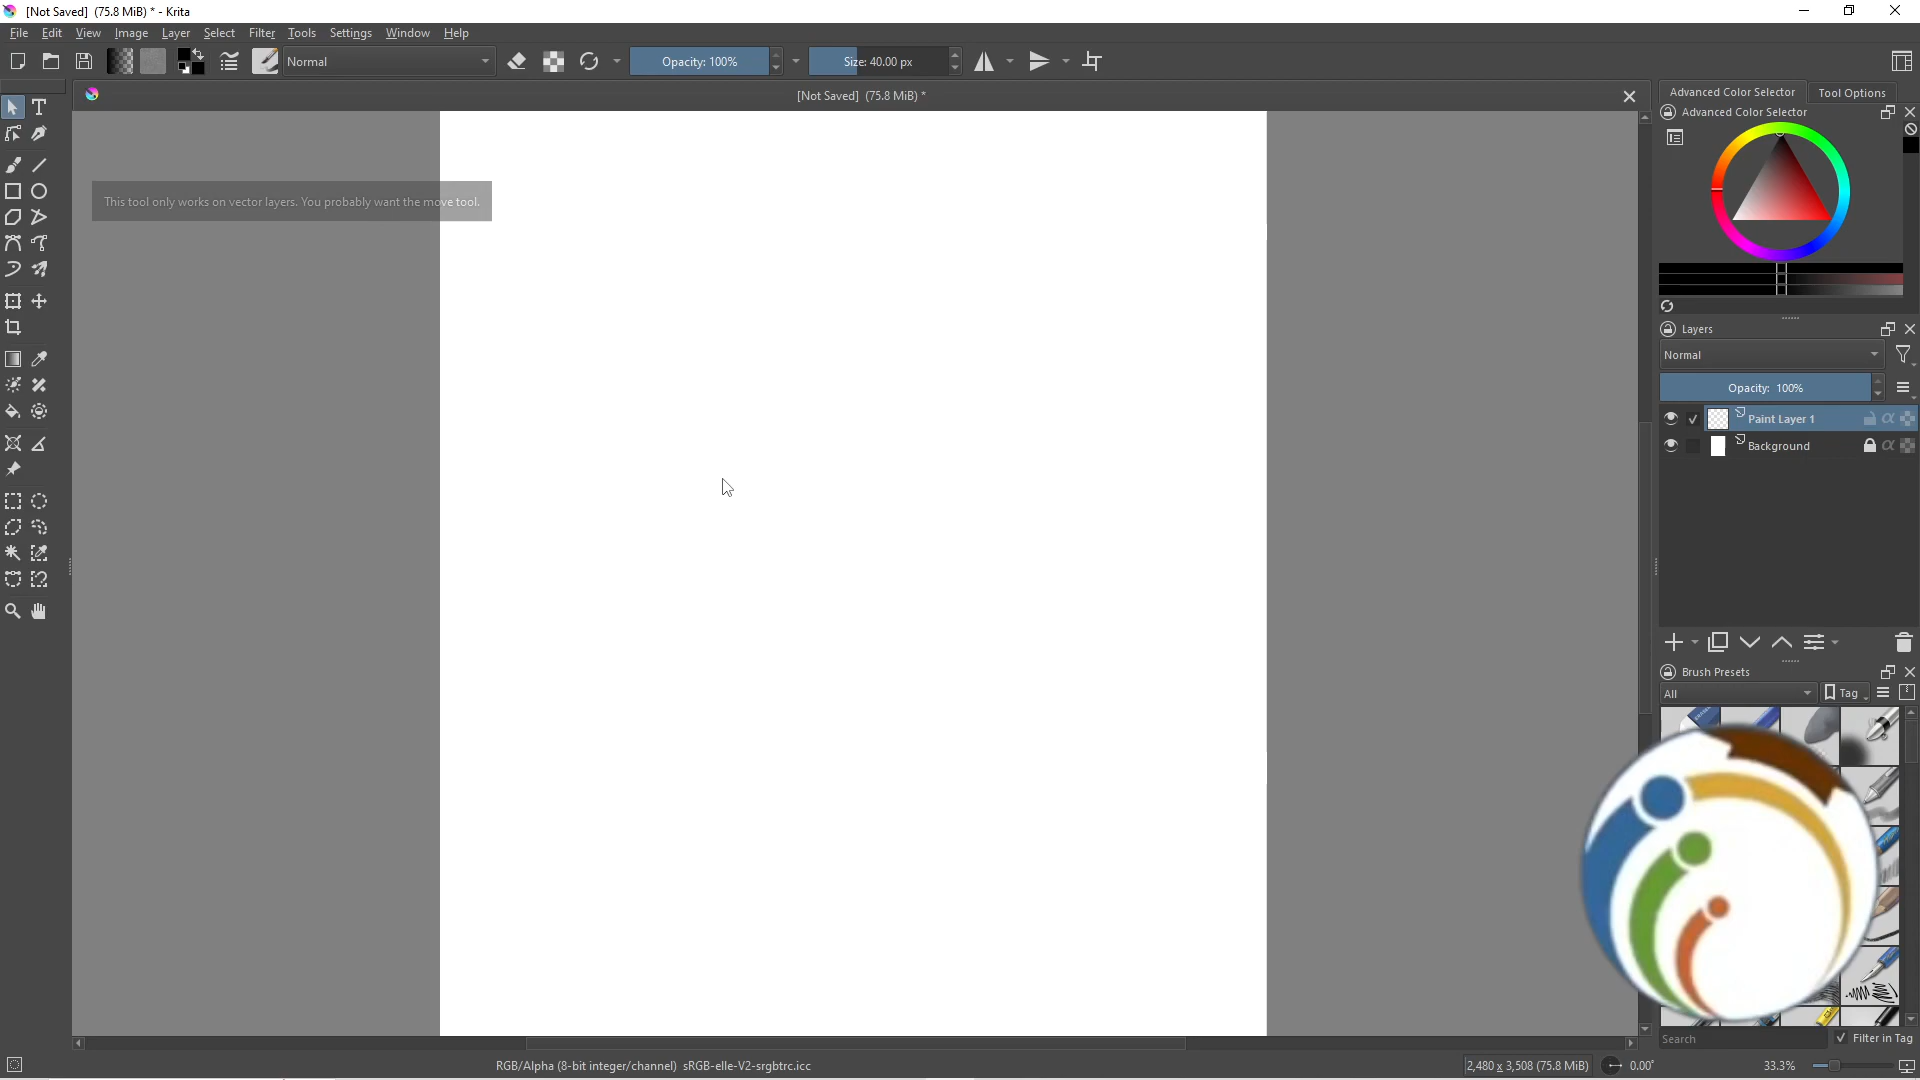 [Not Saved] (75.8 MiB) * - Krita
File Edit View Image Layer Select Filter Tools Settings Window Help
Normal Opacity: 100% Size: 40.00 px
[Not Saved] (75.8 MiB) *
Advanced Color Selector Tool Options
Advanced Color Selector
This tool only works on vector layers. You probably want the move tool.
Layers
Normal
Opacity: 100%
Paint Layer 1
Background
Brush Presets
All Tag
Search Filter in Tag
RGB/Alpha (8-bit integer/channel) sRGB-elle-V2-srgbtrc.icc 2,480 x 3,508 (75.8 MiB) 0.00° 33.3%